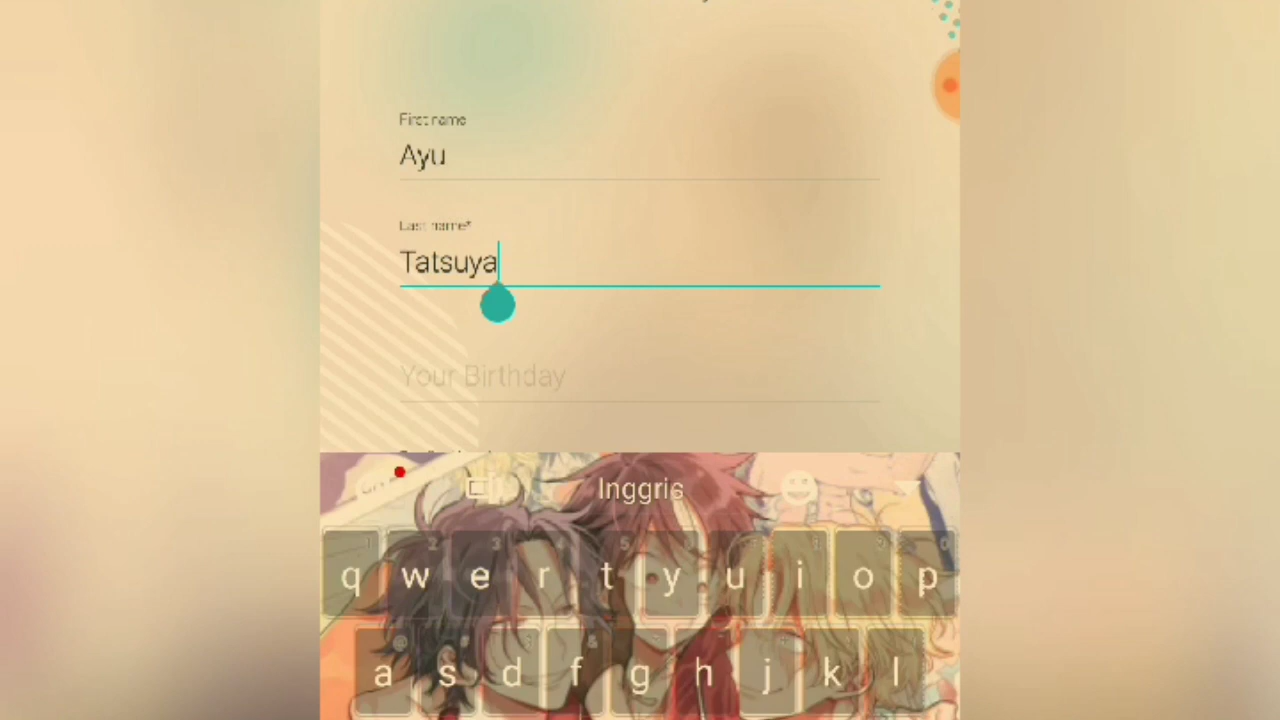 First name
Ayu
Last name*
Tatsuya
Your Birthday
Inggris
q w e r t y u i o p
a s d f g h j k l